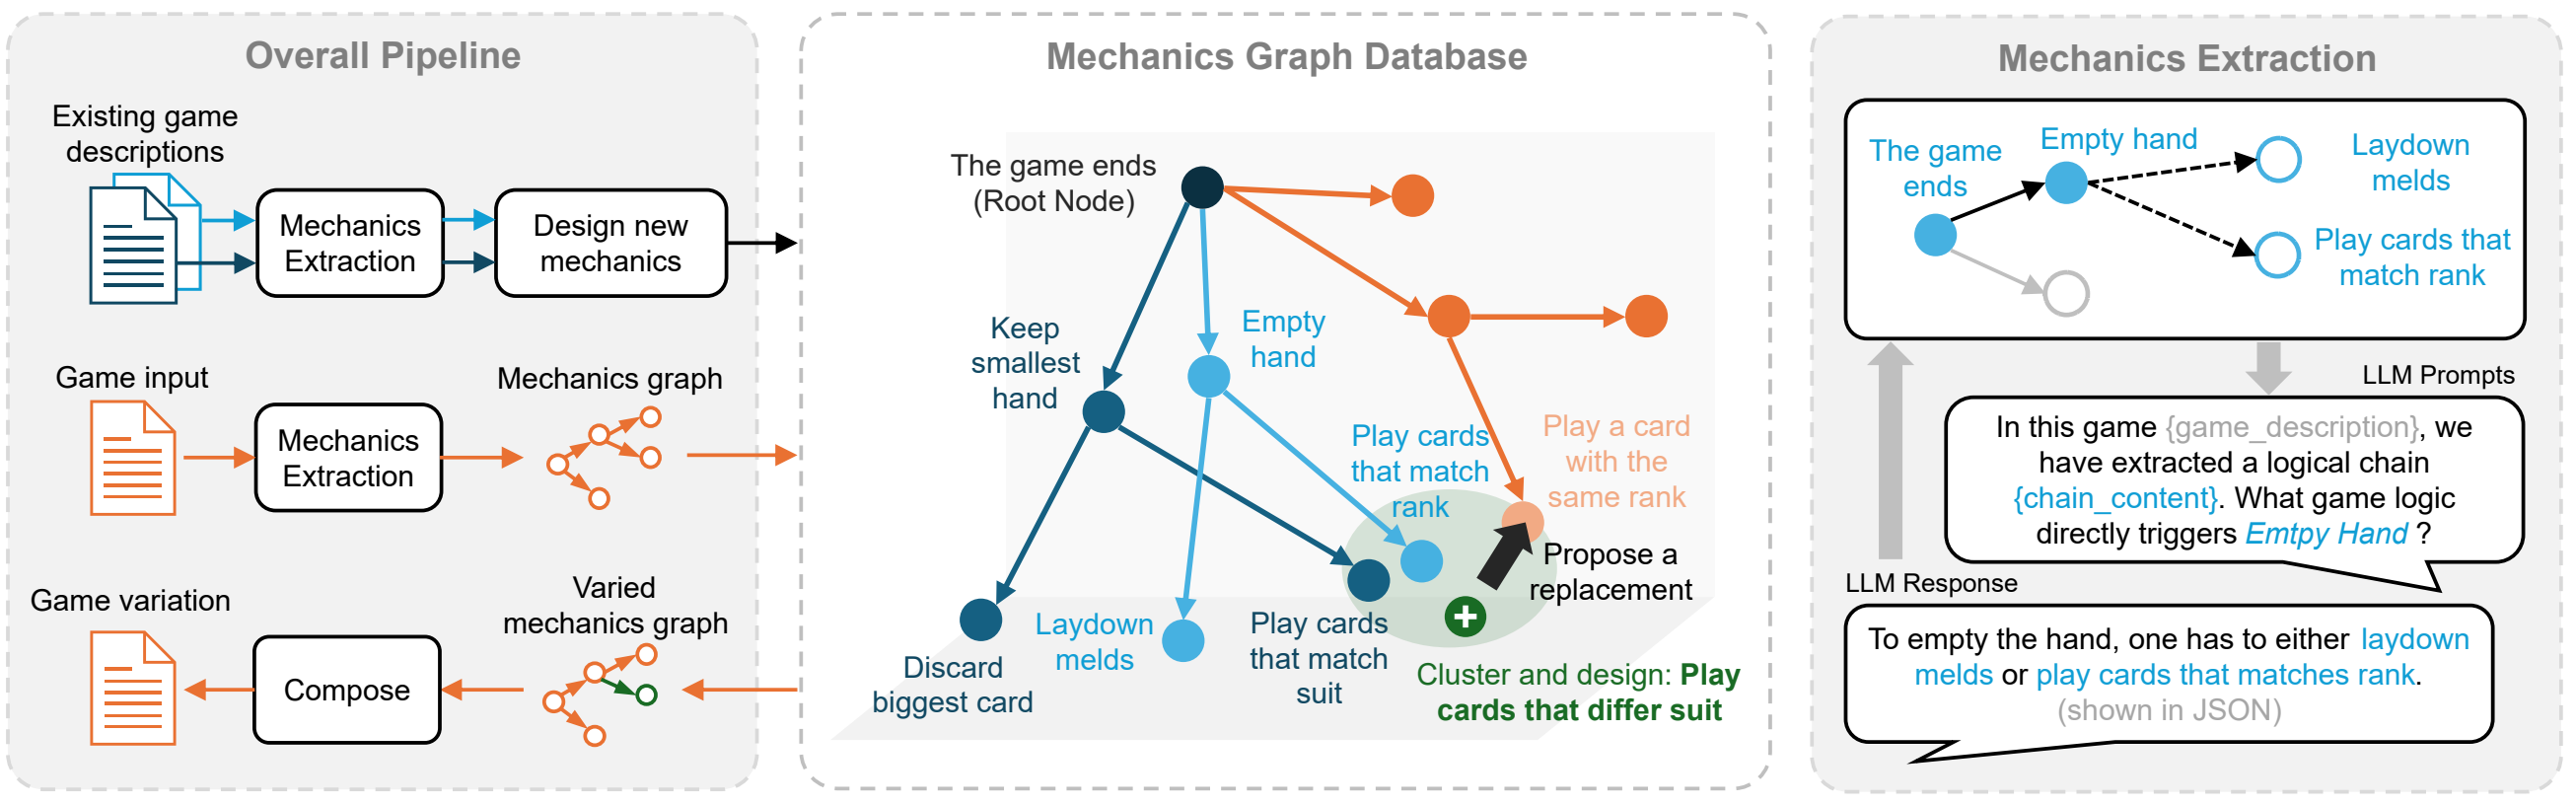 Overall Pipeline
Existing game
descriptions
Mechanics
Extraction
Design new
mechanics
Game input
Mechanics
Extraction
Mechanics graph
Game variation
Compose
Varied
mechanics graph
Mechanics Graph Database
The game ends
(Root Node)
Keep
smallest
hand
Empty
hand
Play cards
that match
rank
Play a card
with the
same rank
Propose a
replacement
Discard
biggest card
Laydown
melds
Play cards
that match
suit
Cluster and design: Play
cards that differ suit
Mechanics Extraction
The game
ends
Empty hand
Laydown
melds
Play cards that
match rank
LLM Prompts
In this game {game_description}, we
have extracted a logical chain
{chain_content}. What game logic
directly triggers Emtpy Hand ?
LLM Response
To empty the hand, one has to either laydown
melds or play cards that matches rank.
(shown in JSON)